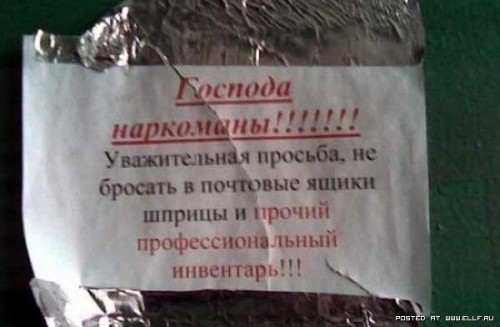 Господа
наркоманы!!!!!!!
Уважительная просьба, не
бросать в почтовые ящики
шприцы и прочий
профессиональный
инвентарь!!!
POSTED AT WWW.ELLF.RU